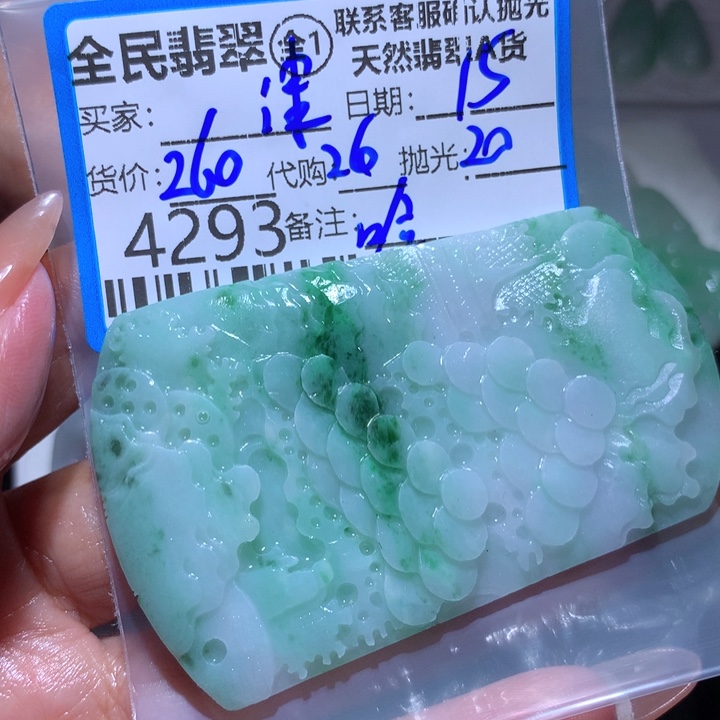 全民翡翠
联系客服确认抛光
天然翡翠A货
买家: 日期: 15
货价: 260 代购 26 抛光: 20
4293 备注: